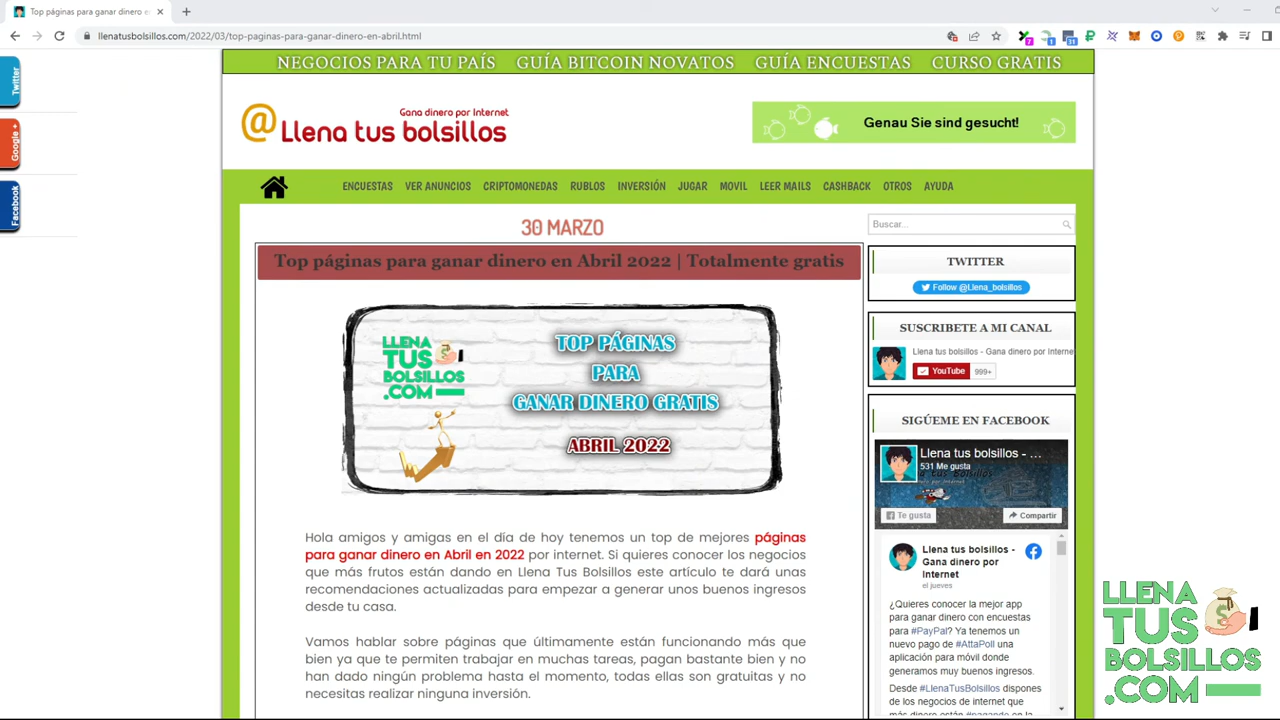 Top páginas para ganar dinero e
llenatusbolsillos.com/2022/03/top-paginas-para-ganar-dinero-en-abril.html
7
1
31
Twitter
Google +
Facebook
NEGOCIOS PARA TU PAÍS GUÍA BITCOIN NOVATOS GUÍA ENCUESTAS CURSO GRATIS
Gana dinero por Internet
@Llena tus bolsillos
Genau Sie sind gesucht!
ENCUESTAS VER ANUNCIOS CRIPTOMONEDAS RUBLOS INVERSIÓN JUGAR MOVIL LEER MAILS CASHBACK OTROS AYUDA
30 MARZO
Top páginas para ganar dinero en Abril 2022 | Totalmente gratis
LLENA
TUS
BOLSILLOS
.COM
TOP PÁGINAS
PARA
GANAR DINERO GRATIS
ABRIL 2022
Hola amigos y amigas en el día de hoy tenemos un top de mejores páginas
para ganar dinero en Abril en 2022 por internet. Si quieres conocer los negocios
que más frutos están dando en Llena Tus Bolsillos este artículo te dará unas
recomendaciones actualizadas para empezar a generar unos buenos ingresos
desde tu casa.
Vamos hablar sobre páginas que últimamente están funcionando más que
bien ya que te permiten trabajar en muchas tareas, pagan bastante bien y no
han dado ningún problema hasta el momento, todas ellas son gratuitas y no
necesitas realizar ninguna inversión.
Buscar...
TWITTER
Follow @Llena_bolsillos
SUSCRIBETE A MI CANAL
Llena tus bolsillos - Gana dinero por Interne
YouTube 999+
SIGÚEME EN FACEBOOK
Llena tus bolsillos - ...
531 Me gusta
Te gusta
Compartir
Llena tus bolsillos -
Gana dinero por
Internet
el jueves
¿Quieres conocer la mejor app
para ganar dinero con encuestas
para #PayPal? Ya tenemos un
nuevo pago de #AttaPoll una
aplicación para móvil donde
generamos muy buenos ingresos.
Desde #LlenaTusBolsillos dispones
de los negocios de internet que
más dinero están #pagando en la
LLENA
TUS
BOLSILLOS
.COM